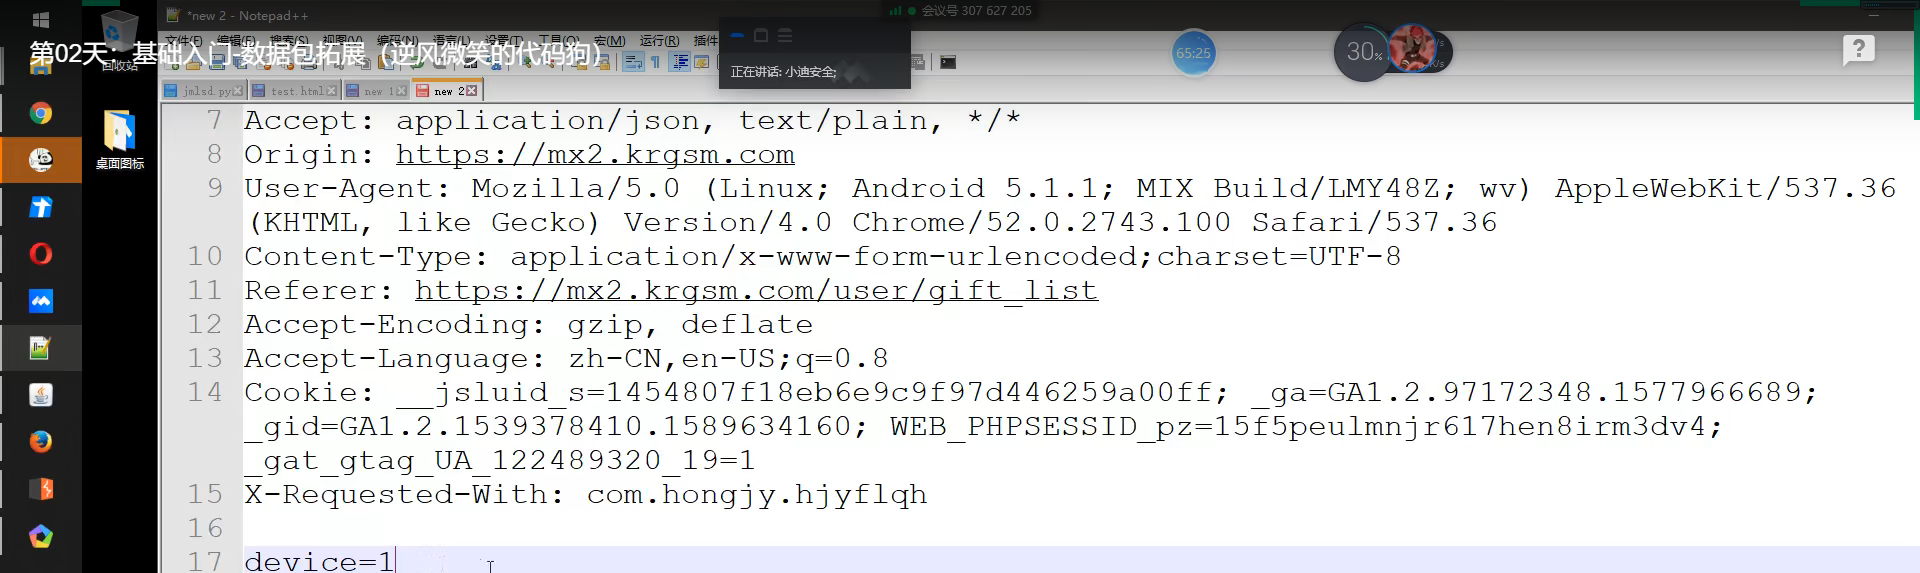 *new 2 - Notepad++
会议号 307 627 205
文件(F) 编辑(E) 搜索(S) 视图(V) 编码(N) 语言(L) 设置(T) 工具(O) 宏(M) 运行(R) 插件
第02天：基础入门-数据包拓展（逆风微笑的代码狗）
回收站
正在讲话: 小迪安全;
65:25
30%
jmlsd.py test.html new 1 new 2
桌面图标
7 Accept: application/json, text/plain, */*
8 Origin: https://mx2.krgsm.com
9 User-Agent: Mozilla/5.0 (Linux; Android 5.1.1; MIX Build/LMY48Z; wv) AppleWebKit/537.36
(KHTML, like Gecko) Version/4.0 Chrome/52.0.2743.100 Safari/537.36
10 Content-Type: application/x-www-form-urlencoded;charset=UTF-8
11 Referer: https://mx2.krgsm.com/user/gift_list
12 Accept-Encoding: gzip, deflate
13 Accept-Language: zh-CN,en-US;q=0.8
14 Cookie: __jsluid_s=1454807f18eb6e9c9f97d446259a00ff; _ga=GA1.2.97172348.1577966689;
_gid=GA1.2.1539378410.1589634160; WEB_PHPSESSID_pz=15f5peulmnjr617hen8irm3dv4;
_gat_gtag_UA_122489320_19=1
15 X-Requested-With: com.hongjy.hjyflqh
16
17 device=1